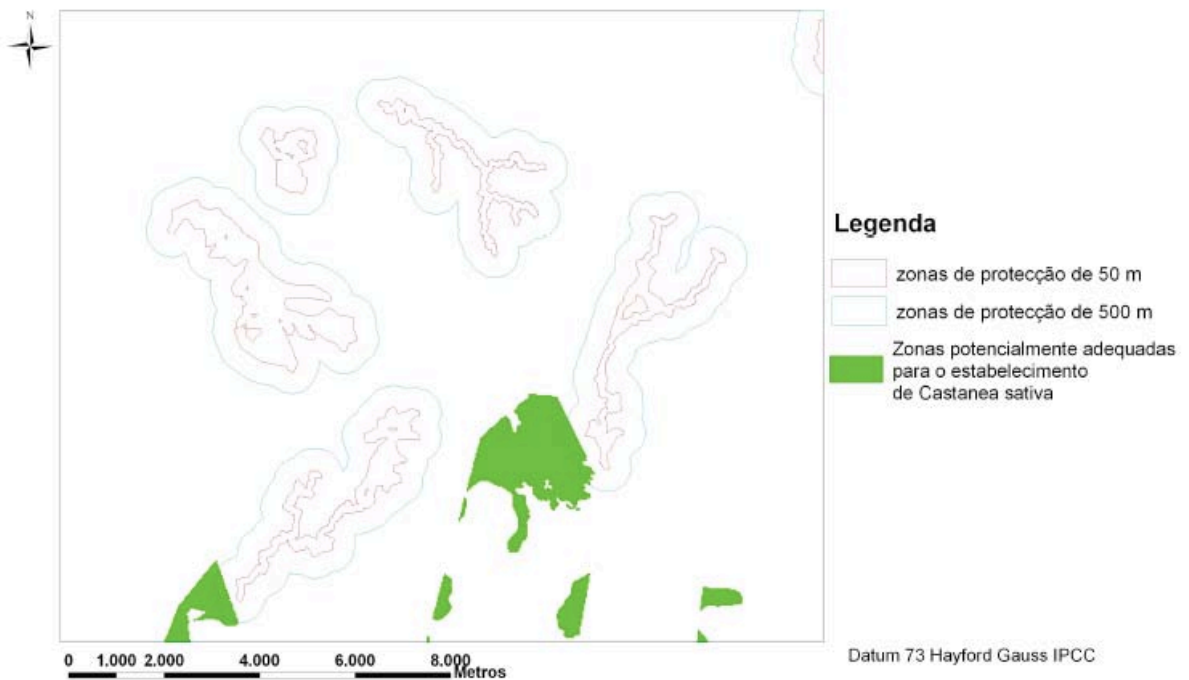 N
Legenda
zonas de protecção de 50 m
zonas de protecção de 500 m
Zonas potencialmente adequadas
para o estabelecimento
de Castanea sativa
0 1.000 2.000 4.000 6.000 8.000
Metros
Datum 73 Hayford Gauss IPCC